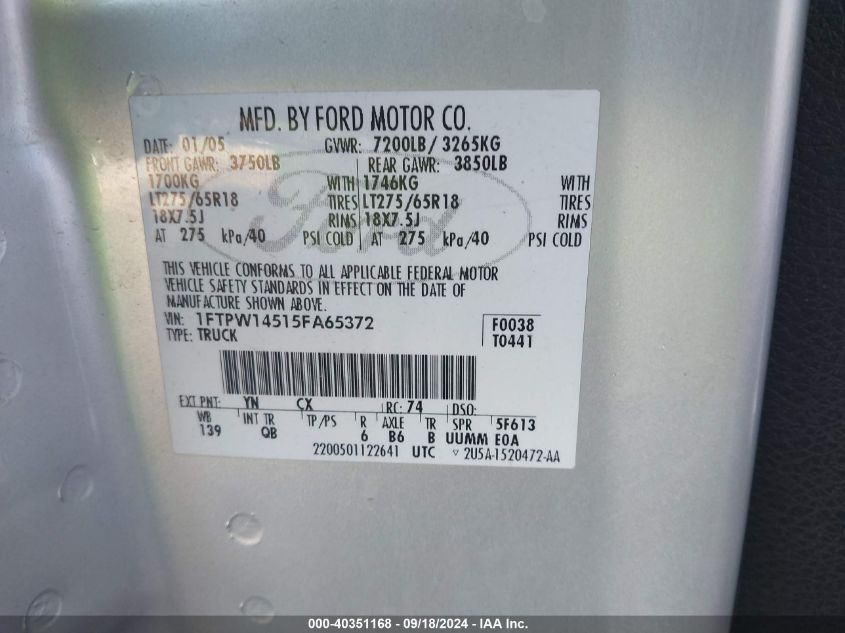 MFD. BY FORD MOTOR CO.
DATE: 01/05 GVWR: 7200LB/ 3265KG
FRONT GAWR: 3750LB REAR GAWR: 3850LB
1700KG WITH 1746KG WITH
LT275/65R18 TIRES LT275/65R18 TIRES
18X7.5J RIMS 18X7.5J RIMS
AT 275 kPa/40 PSI COLD AT 275 kPa/40 PSI COLD
Ford
THIS VEHICLE CONFORMS TO ALL APPLICABLE FEDERAL MOTOR
VEHICLE SAFETY STANDARDS IN EFFECT ON THE DATE OF
MANUFACTURE SHOWN ABOVE.
VIN: 1FTPW14515FA65372 F0038
TYPE: TRUCK T0441
EXT PNT: YN CX RC: 74 DSO:
WB INT TR TP/PS R AXLE TR SPR 5F613
139 QB 6 B6 B UUMM E0A
2200501122641 UTC ▽ 2U5A-1520472-AA
000-40351168 - 09/18/2024 - IAA Inc.